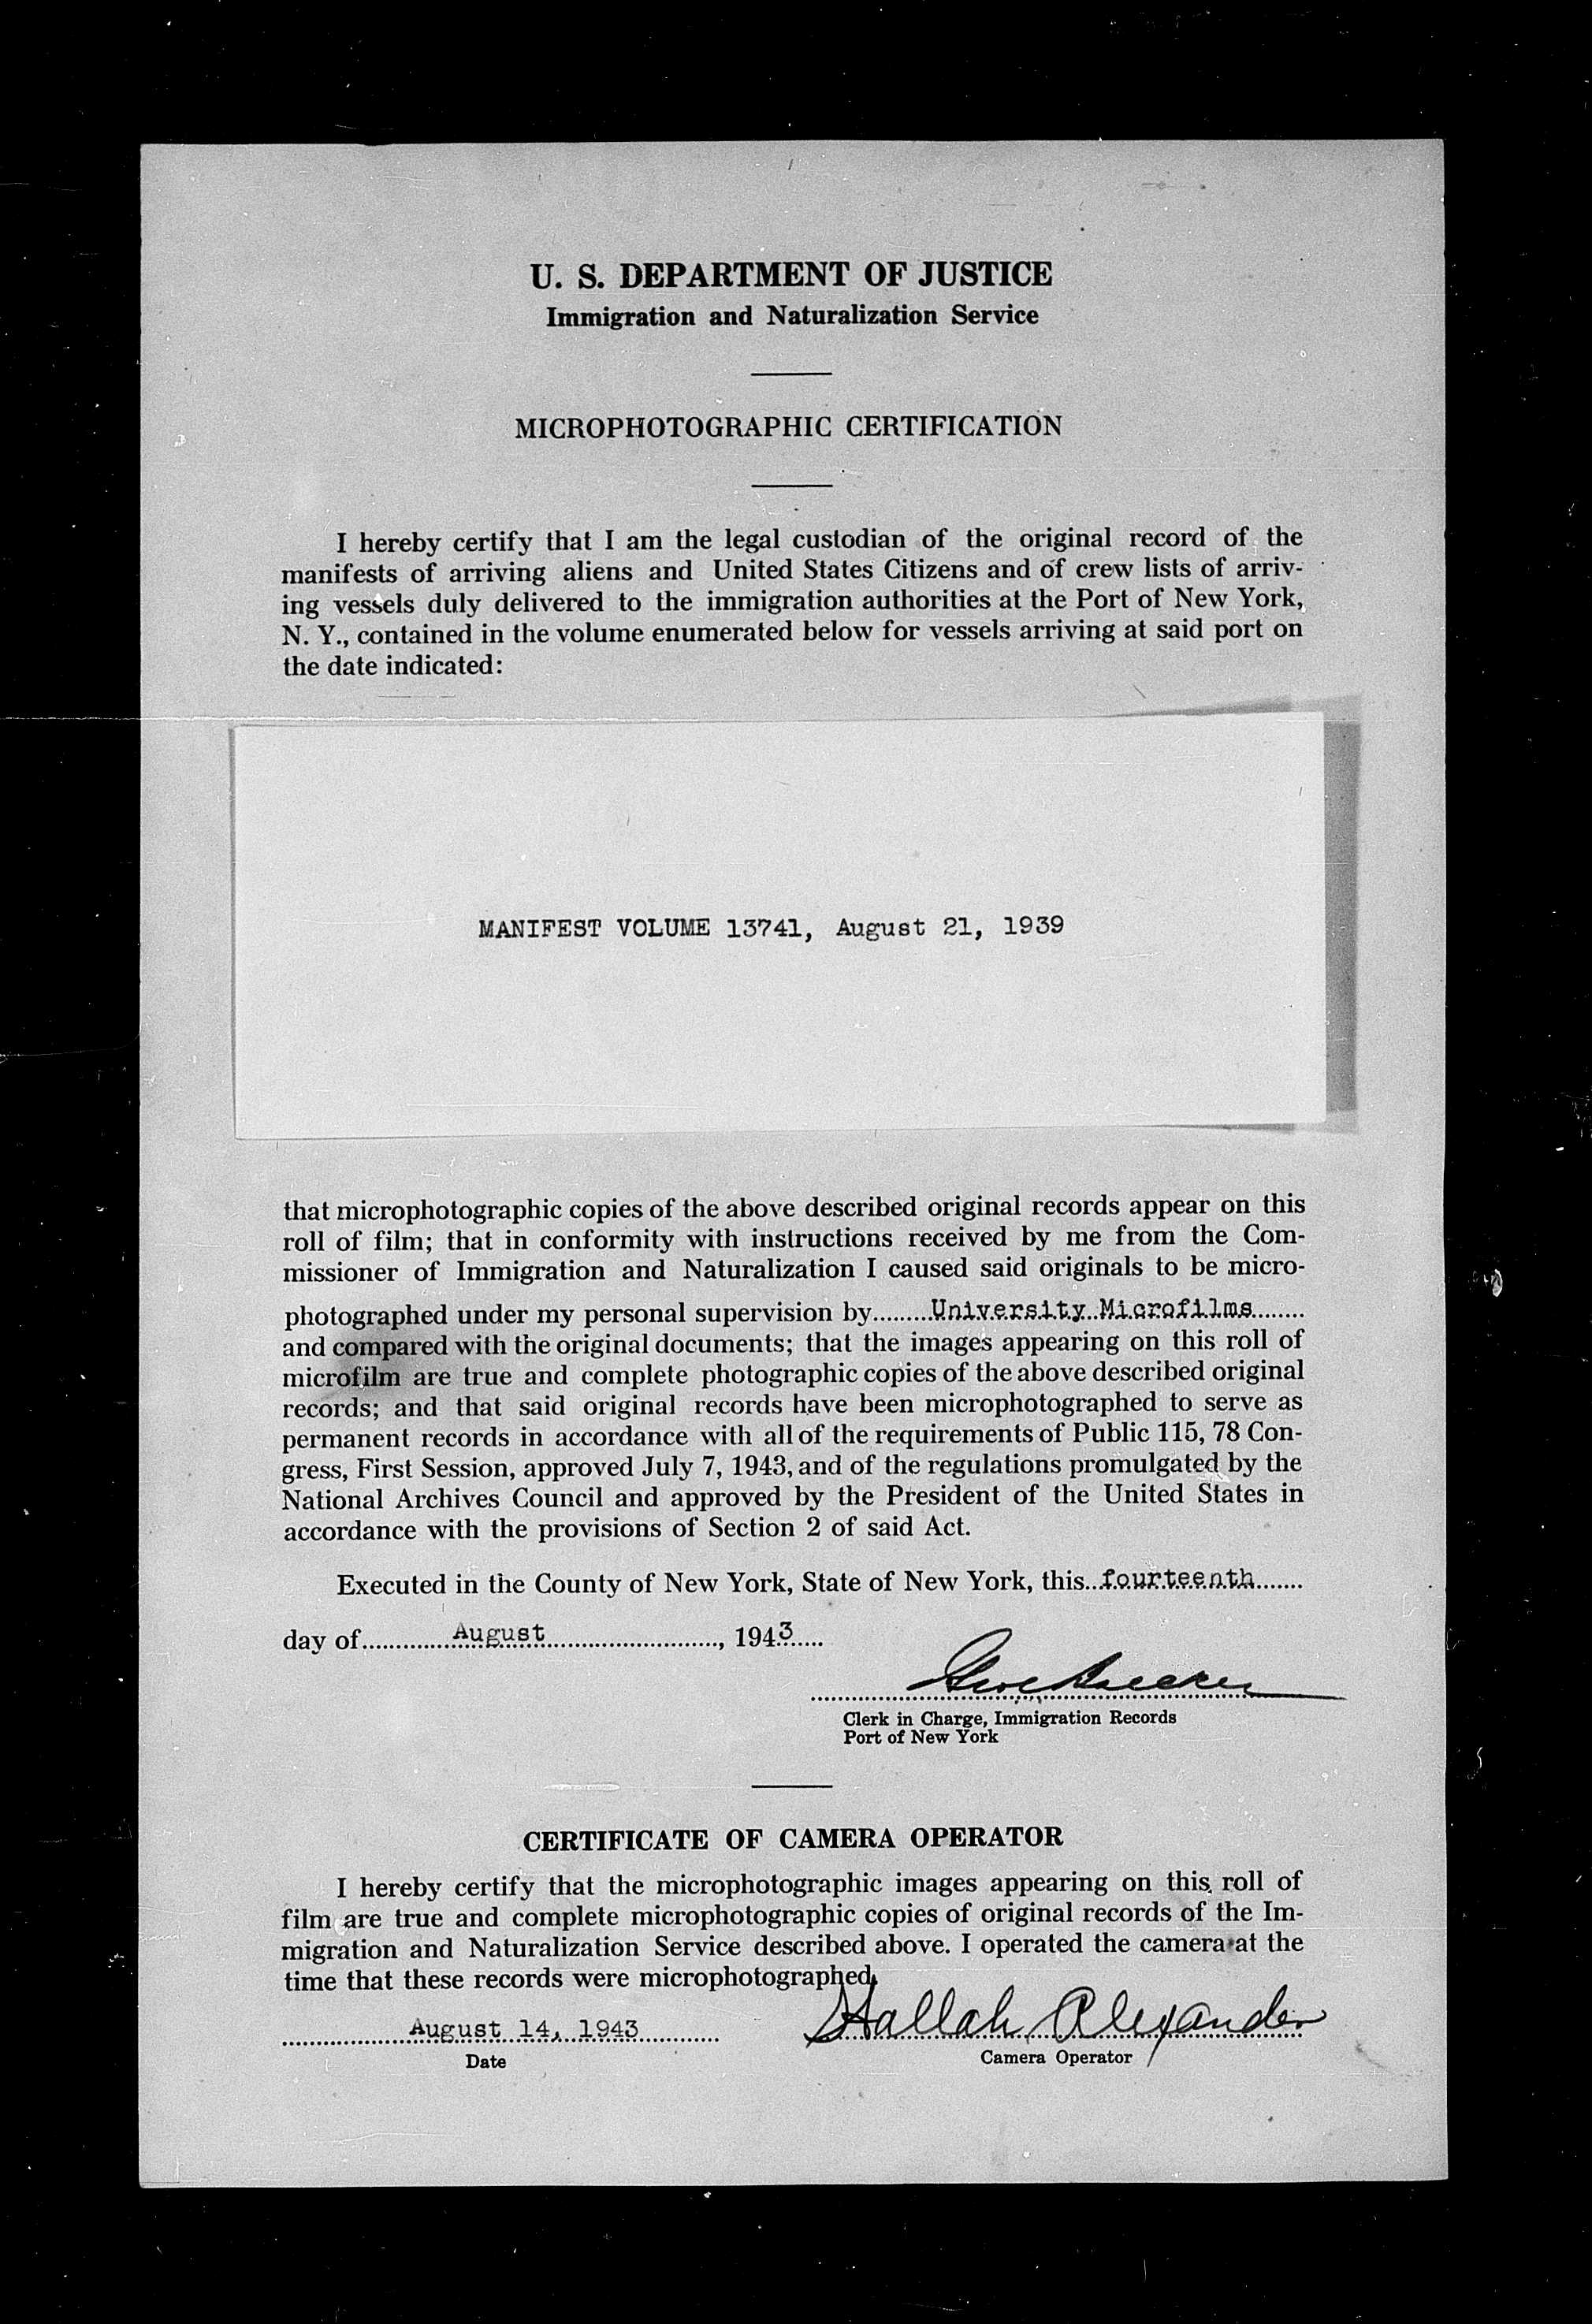 U. S. DEPARTMENT OF JUSTICE
Immigration and Naturalization Service
MICROPHOTOGRAPHIC CERTIFICATION
I hereby certify that I am the legal custodian of the original record of the
manifests of arriving aliens and United States Citizens and of crew lists of arriv-
ing vessels duly delivered to the immigration authorities at the Port of New York,
N. Y., contained in the volume enumerated below for vessels arriving at said port on
the date indicated:
MANIFEST VOLUME 13741, August 21, 1939
that microphotographic copies of the above described original records appear on this
roll of film; that in conformity with instructions received by me from the Com-
missioner of Immigration and Naturalization I caused said originals to be micro-
photographed under my personal supervision by University Microfilms
and compared with the original documents; that the images appearing on this roll of
microfilm are true and complete photographic copies of the above described original
records; and that said original records have been microphotographed to serve as
permanent records in accordance with all of the requirements of Public 115, 78 Con-
gress, First Session, approved July 7, 1943, and of the regulations promulgated by the
National Archives Council and approved by the President of the United States in
accordance with the provisions of Section 2 of said Act.
Executed in the County of New York, State of New York, this fourteenth
day of August, 1943
Clerk in Charge, Immigration Records
Port of New York
CERTIFICATE OF CAMERA OPERATOR
I hereby certify that the microphotographic images appearing on this roll of
film are true and complete microphotographic copies of original records of the Im-
migration and Naturalization Service described above. I operated the camera at the
time that these records were microphotographed.
August 14, 1943 Hallah Alexander
Date Camera Operator